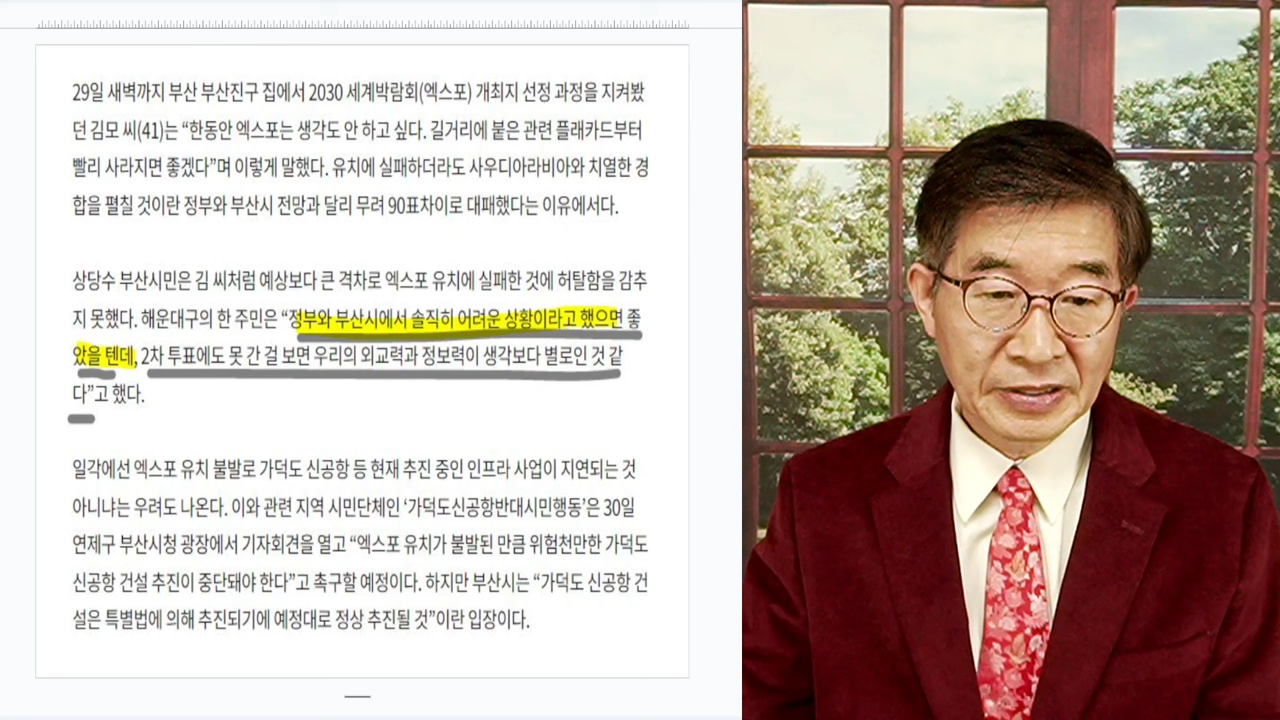 29일 새벽까지 부산 부산진구 집에서 2030 세계박람회(엑스포) 개최지 선정 과정을 지켜봤
던 김모 씨(41)는 “한동안 엑스포는 생각도 안 하고 싶다. 길거리에 붙은 관련 플래카드부터
빨리 사라지면 좋겠다”며 이렇게 말했다. 유치에 실패하더라도 사우디아라비아와 치열한 경
합을 펼칠 것이란 정부와 부산시 전망과 달리 무려 90표차이로 대패했다는 이유에서다.
상당수 부산시민은 김 씨처럼 예상보다 큰 격차로 엑스포 유치에 실패한 것에 허탈함을 감추
지 못했다. 해운대구의 한 주민은 “정부와 부산시에서 솔직히 어려운 상황이라고 했으면 좋
았을 텐데, 2차 투표에도 못 간 걸 보면 우리의 외교력과 정보력이 생각보다 별로인 것 같
다”고 했다.
일각에선 엑스포 유치 불발로 가덕도 신공항 등 현재 추진 중인 인프라 사업이 지연되는 것
아니냐는 우려도 나온다. 이와 관련 지역 시민단체인 ‘가덕도신공항반대시민행동’은 30일
연제구 부산시청 광장에서 기자회견을 열고 “엑스포 유치가 불발된 만큼 위험천만한 가덕도
신공항 건설 추진이 중단돼야 한다”고 촉구할 예정이다. 하지만 부산시는 “가덕도 신공항 건
설은 특별법에 의해 추진되기에 예정대로 정상 추진될 것”이란 입장이다.